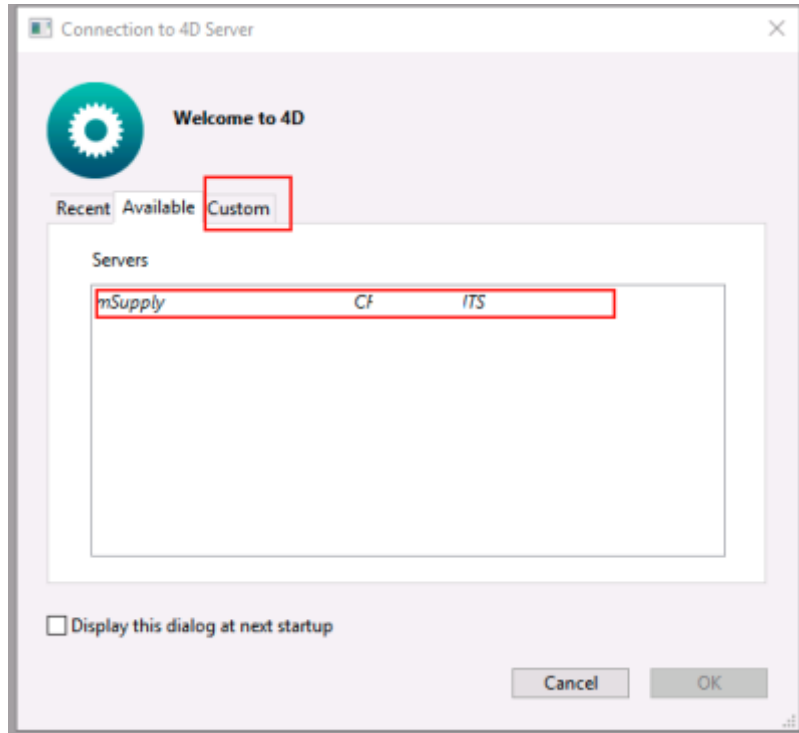 Connection to 4D Server
Welcome to 4D
Recent Available Custom
Servers
mSupply ITS
Display this dialog at next startup
Cancel OK